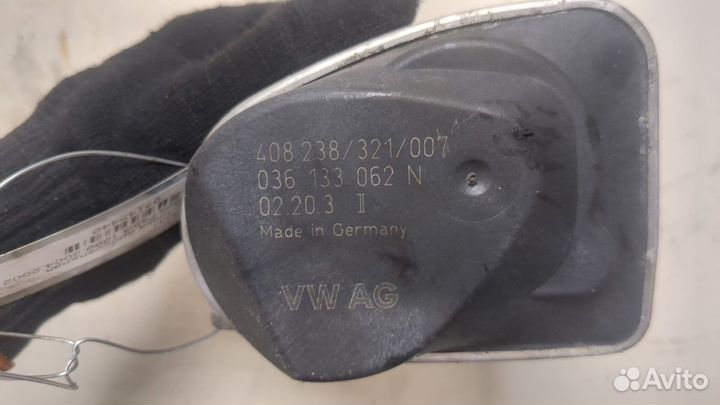 408 238/321/007
036 133 062 N
02.20.3 II
Made in Germany
VW AG
Avito